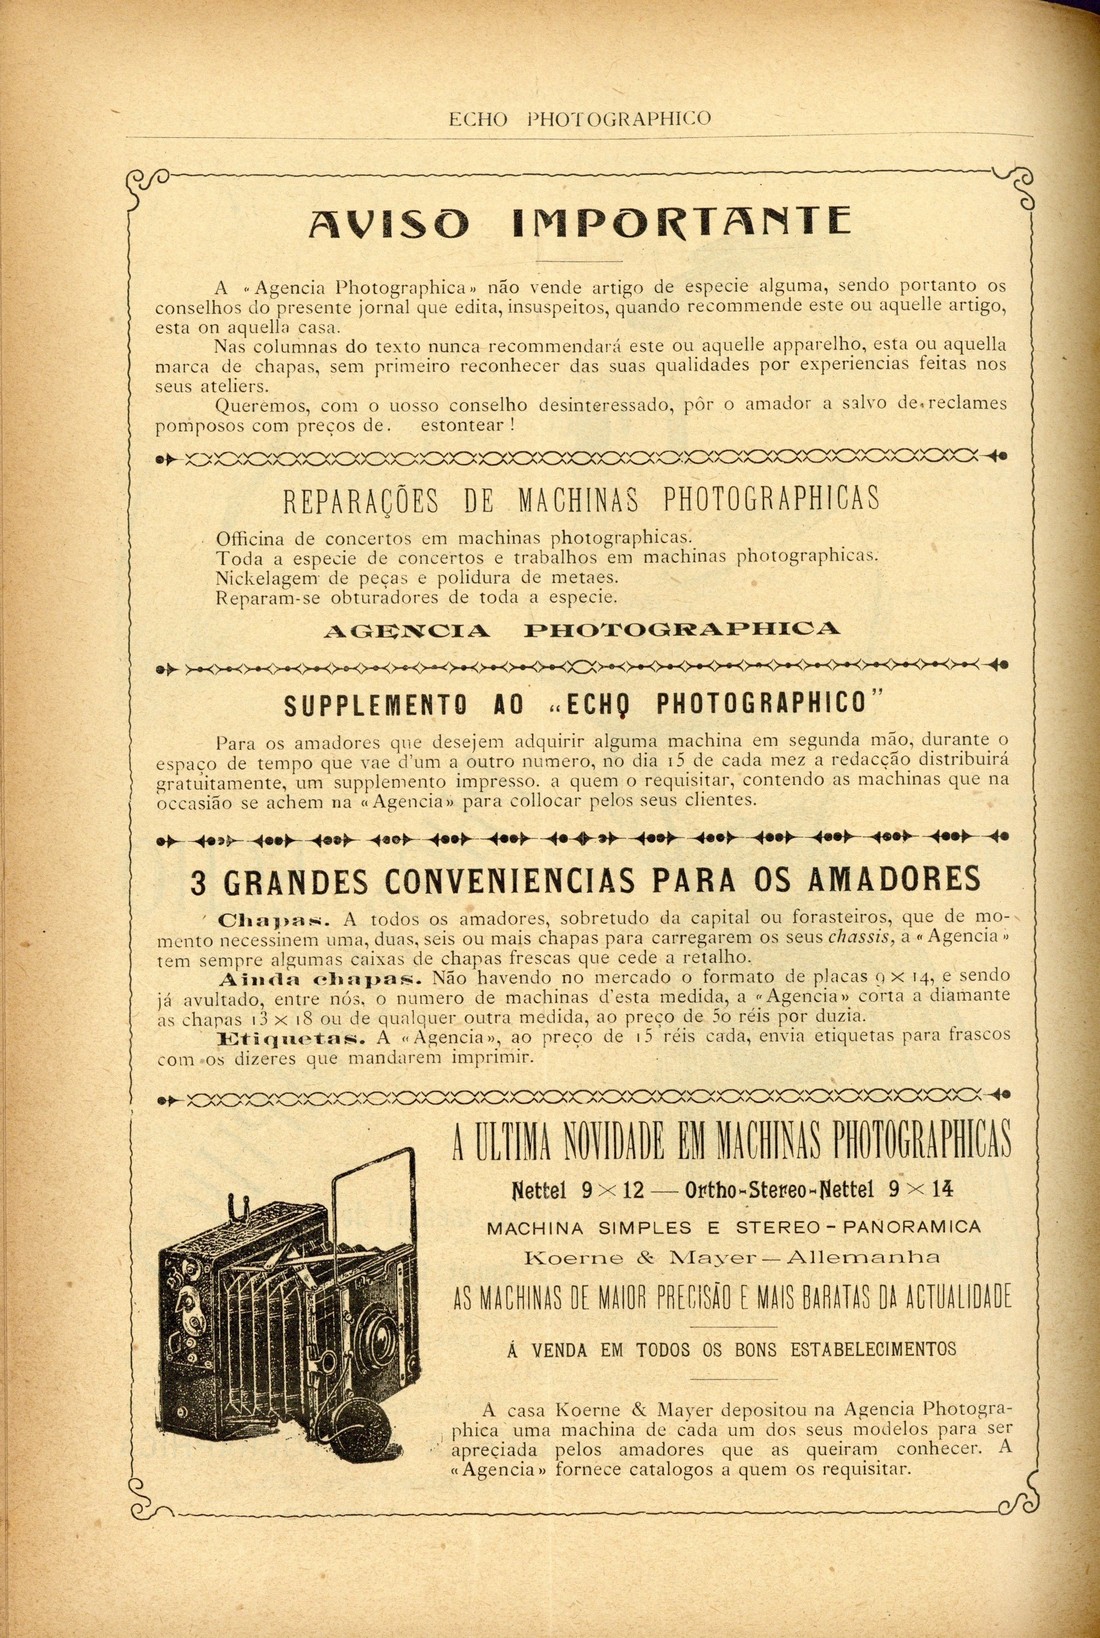 ECHO PHOTOGRAPHICO
AVISO IMPORTANTE
A «Agencia Photographica» não vende artigo de especie alguma, sendo portanto os
conselhos do presente jornal que edita, insuspeitos, quando recommende este ou aquelle artigo,
esta on aquella casa.
Nas columnas do texto nunca recommendará este ou aquelle apparelho, esta ou aquella
marca de chapas, sem primeiro reconhecer das suas qualidades por experiencias feitas nos
seus ateliers.
Queremos, com o uosso conselho desinteressado, pôr o amador a salvo de reclames
pomposos com preços de. estontear !
REPARAÇÕES DE MACHINAS PHOTOGRAPHICAS
Officina de concertos em machinas photographicas.
Toda a especie de concertos e trabalhos em machinas photographicas.
Nickelagem de peças e polidura de metaes.
Reparam-se obturadores de toda a especie.
AGENCIA PHOTOGRAPHICA
SUPPLEMENTO AO “ECHO PHOTOGRAPHICO”
Para os amadores que desejem adquirir alguma machina em segunda mão, durante o
espaço de tempo que vae d'um a outro numero, no dia 15 de cada mez a redacção distribuirá
gratuitamente, um supplemento impresso. a quem o requisitar, contendo as machinas que na
occasião se achem na «Agencia» para collocar pelos seus clientes.
3 GRANDES CONVENIENCIAS PARA OS AMADORES
Chapas. A todos os amadores, sobretudo da capital ou forasteiros, que de mo-
mento necessinem uma, duas, seis ou mais chapas para carregarem os seus chassis, a «Agencia»
tem sempre algumas caixas de chapas frescas que cede a retalho.
Ainda chapas. Não havendo no mercado o formato de placas 9 × 14, e sendo
já avultado, entre nós, o numero de machinas d'esta medida, a «Agencia» corta a diamante
as chapas 13 × 18 ou de qualquer outra medida, ao preço de 50 réis por duzia.
Etiquetas. A «Agencia», ao preço de 15 réis cada, envia etiquetas para frascos
com os dizeres que mandarem imprimir.
A ULTIMA NOVIDADE EM MACHINAS PHOTOGRAPHICAS
Nettel 9 × 12 — Ortho-Stereo-Nettel 9 × 14
MACHINA SIMPLES E STEREO-PANORAMICA
Koerne & Mayer — Allemanha
AS MACHINAS DE MAIOR PRECISÃO E MAIS BARATAS DA ACTUALIDADE
Á VENDA EM TODOS OS BONS ESTABELECIMENTOS
A casa Koerne & Mayer depositou na Agencia Photogra-
phica uma machina de cada um dos seus modelos para ser
apreciada pelos amadores que as queiram conhecer. A
«Agencia» fornece catalogos a quem os requisitar.